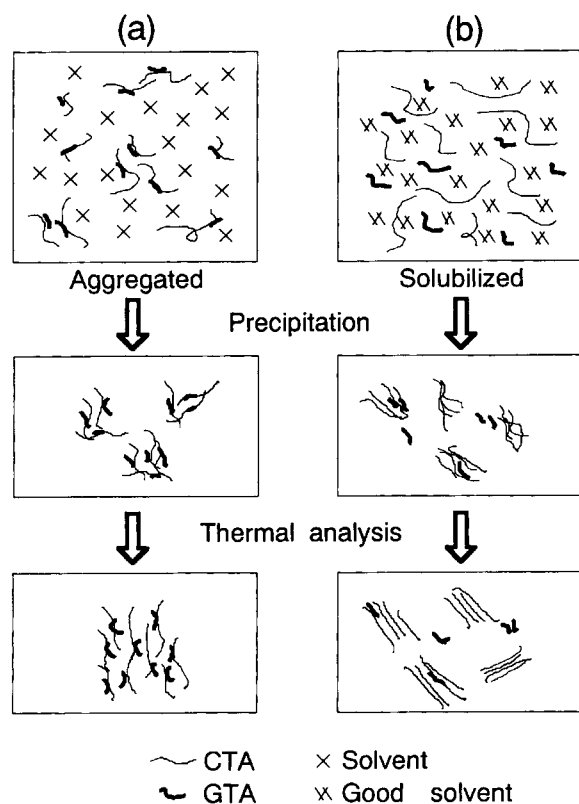 (a) (b)
Aggregated Solubilized
Precipitation
Thermal analysis
CTA × Solvent
GTA Good solvent